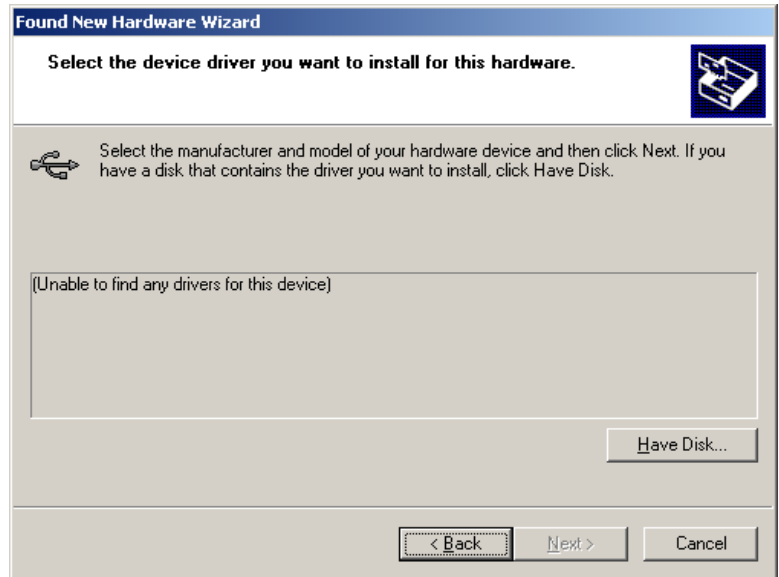 Found New Hardware Wizard
Select the device driver you want to install for this hardware.
Select the manufacturer and model of your hardware device and then click Next. If you
have a disk that contains the driver you want to install, click Have Disk.
(Unable to find any drivers for this device)
Have Disk...
< Back
Next >
Cancel